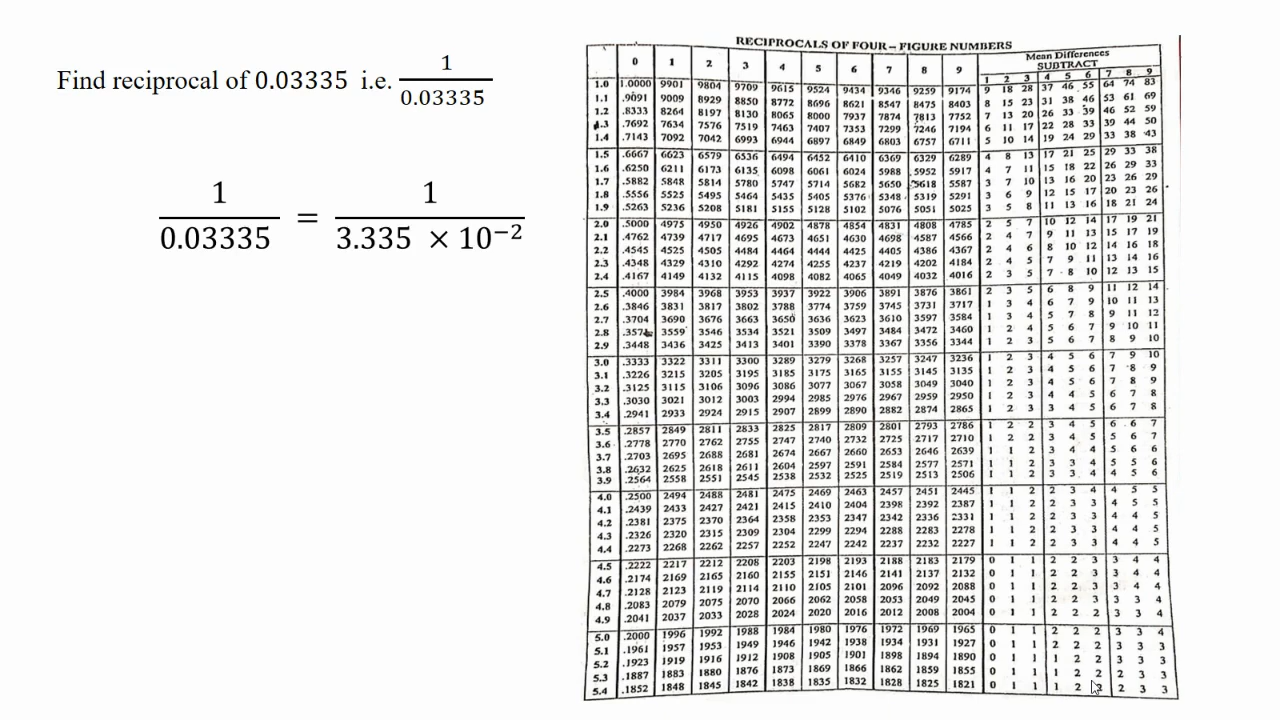 Find reciprocal of 0.03335 i.e. 1/0.03335
1/0.03335 = 1/3.335 × 10⁻²
RECIPROCALS OF FOUR – FIGURE NUMBERS
Mean Differences
SUBTRACT
0 1 2 3 4 5 6 7 8 9 1 2 3 4 5 6 7 8 9
1.0 1.0000 9901 9804 9709 9615 9524 9434 9346 9259 9174 9 18 28 37 46 55 64 74 83
1.1 .9091 9009 8929 8850 8772 8696 8621 8547 8475 8403 8 15 23 31 38 46 53 61 69
1.2 .8333 8264 8197 8130 8065 8000 7937 7874 7813 7752 7 13 20 26 33 39 46 52 59
1.3 .7692 7634 7576 7519 7463 7407 7353 7299 7246 7194 6 11 17 22 28 33 39 44 50
1.4 .7143 7092 7042 6993 6944 6897 6849 6803 6757 6711 5 10 14 19 24 29 33 38 43
1.5 .6667 6623 6579 6536 6494 6452 6410 6369 6329 6289 4 8 13 17 21 25 29 33 38
1.6 .6250 6211 6173 6135 6098 6061 6024 5988 5952 5917 4 7 11 15 18 22 26 29 33
1.7 .5882 5848 5814 5780 5747 5714 5682 5650 5618 5587 3 7 10 13 16 20 23 26 29
1.8 .5556 5525 5495 5464 5435 5405 5376 5348 5319 5291 3 6 9 12 15 17 20 23 26
1.9 .5263 5236 5208 5181 5155 5128 5102 5076 5051 5025 3 5 8 11 13 16 18 21 24
2.0 .5000 4975 4950 4926 4902 4878 4854 4831 4808 4785 2 5 7 10 12 14 17 19 21
2.1 .4762 4739 4717 4695 4673 4651 4630 4698 4587 4566 2 4 7 9 11 13 15 17 19
2.2 .4545 4525 4505 4484 4464 4444 4425 4405 4386 4367 2 4 6 8 10 12 14 16 18
2.3 .4348 4329 4310 4292 4274 4255 4237 4219 4202 4184 2 4 5 7 9 11 13 14 16
2.4 .4167 4149 4132 4115 4098 4082 4065 4049 4032 4016 2 3 5 7 8 10 12 13 15
2.5 .4000 3984 3968 3953 3937 3922 3906 3891 3876 3861 2 3 5 6 8 9 11 12 14
2.6 .3846 3831 3817 3802 3788 3774 3759 3745 3731 3717 1 3 4 6 7 9 10 11 13
2.7 .3704 3690 3676 3663 3650 3636 3623 3610 3597 3584 1 3 4 5 7 8 9 11 12
2.8 3559 3546 3534 3521 3509 3497 3484 3472 3460 1 2 4 5 6 7 9 10 11
2.9 .3448 3436 3425 3413 3401 3390 3378 3367 3356 3344 1 2 3 5 6 7 8 9 10
3.0 .3333 3322 3311 3300 3289 3279 3268 3257 3247 3236 1 2 3 4 5 6 7 9 10
3.1 .3226 3215 3205 3195 3185 3175 3165 3155 3145 3135 1 2 3 4 5 6 7 8 9
3.2 .3125 3115 3106 3096 3086 3077 3067 3058 3049 3040 1 2 3 4 5 6 7 8 9
3.3 .3030 3021 3012 3003 2994 2985 2976 2967 2959 2950 1 2 3 4 4 5 6 7 8
3.4 .2941 2933 2924 2915 2907 2899 2890 2882 2874 2865 1 2 3 3 4 5 6 7 8
3.5 .2857 2849 2811 2833 2825 2817 2809 2801 2793 2786 1 2 2 3 4 5 6 6 7
3.6 .2778 2770 2762 2755 2747 2740 2732 2725 2717 2710 1 2 2 3 4 5 5 6 7
3.7 .2703 2695 2688 2681 2674 2667 2660 2653 2646 2639 1 1 2 3 4 4 5 6 6
3.8 .2632 2625 2618 2611 2604 2597 2591 2584 2577 2571 1 1 2 3 3 4 5 5 6
3.9 .2564 2558 2551 2545 2538 2532 2525 2519 2513 2506 1 1 2 3 3 4 4 5 6
4.0 .2500 2494 2488 2481 2475 2469 2463 2457 2451 2445 1 1 2 2 3 4 4 5 5
4.1 .2439 2433 2427 2421 2415 2410 2404 2398 2392 2387 1 1 2 2 3 3 4 5 5
4.2 .2381 2375 2370 2364 2358 2353 2347 2342 2336 2331 1 1 2 2 3 3 4 4 5
4.3 .2326 2320 2315 2309 2304 2299 2294 2288 2283 2278 1 1 2 2 3 3 4 4 5
4.4 .2273 2268 2262 2257 2252 2247 2242 2237 2232 2227 1 1 2 2 3 3 4 4 5
4.5 .2222 2217 2212 2208 2203 2198 2193 2188 2183 2179 0 1 1 2 2 3 3 4 4
4.6 .2174 2169 2165 2160 2155 2151 2146 2141 2137 2132 0 1 1 2 2 3 3 4 4
4.7 .2128 2123 2119 2114 2110 2105 2101 2096 2092 2088 0 1 1 2 2 3 3 4 4
4.8 .2083 2079 2075 2070 2066 2062 2058 2053 2049 2045 0 1 1 2 2 3 3 3 4
4.9 .2041 2037 2033 2028 2024 2020 2016 2012 2008 2004 0 1 1 2 2 2 3 3 4
5.0 .2000 1996 1992 1988 1984 1980 1976 1972 1969 1965 0 1 1 2 2 2 3 3 4
5.1 .1961 1957 1953 1949 1946 1942 1938 1934 1931 1927 0 1 1 2 2 2 3 3 3
5.2 .1923 1919 1916 1912 1908 1905 1901 1898 1894 1890 0 1 1 1 2 2 3 3 3
5.3 .1887 1883 1880 1876 1873 1869 1866 1862 1859 1855 0 1 1 1 2 2 2 3 3
5.4 .1852 1848 1845 1842 1838 1835 1832 1828 1825 1821 0 1 1 1 2 2 2 3 3